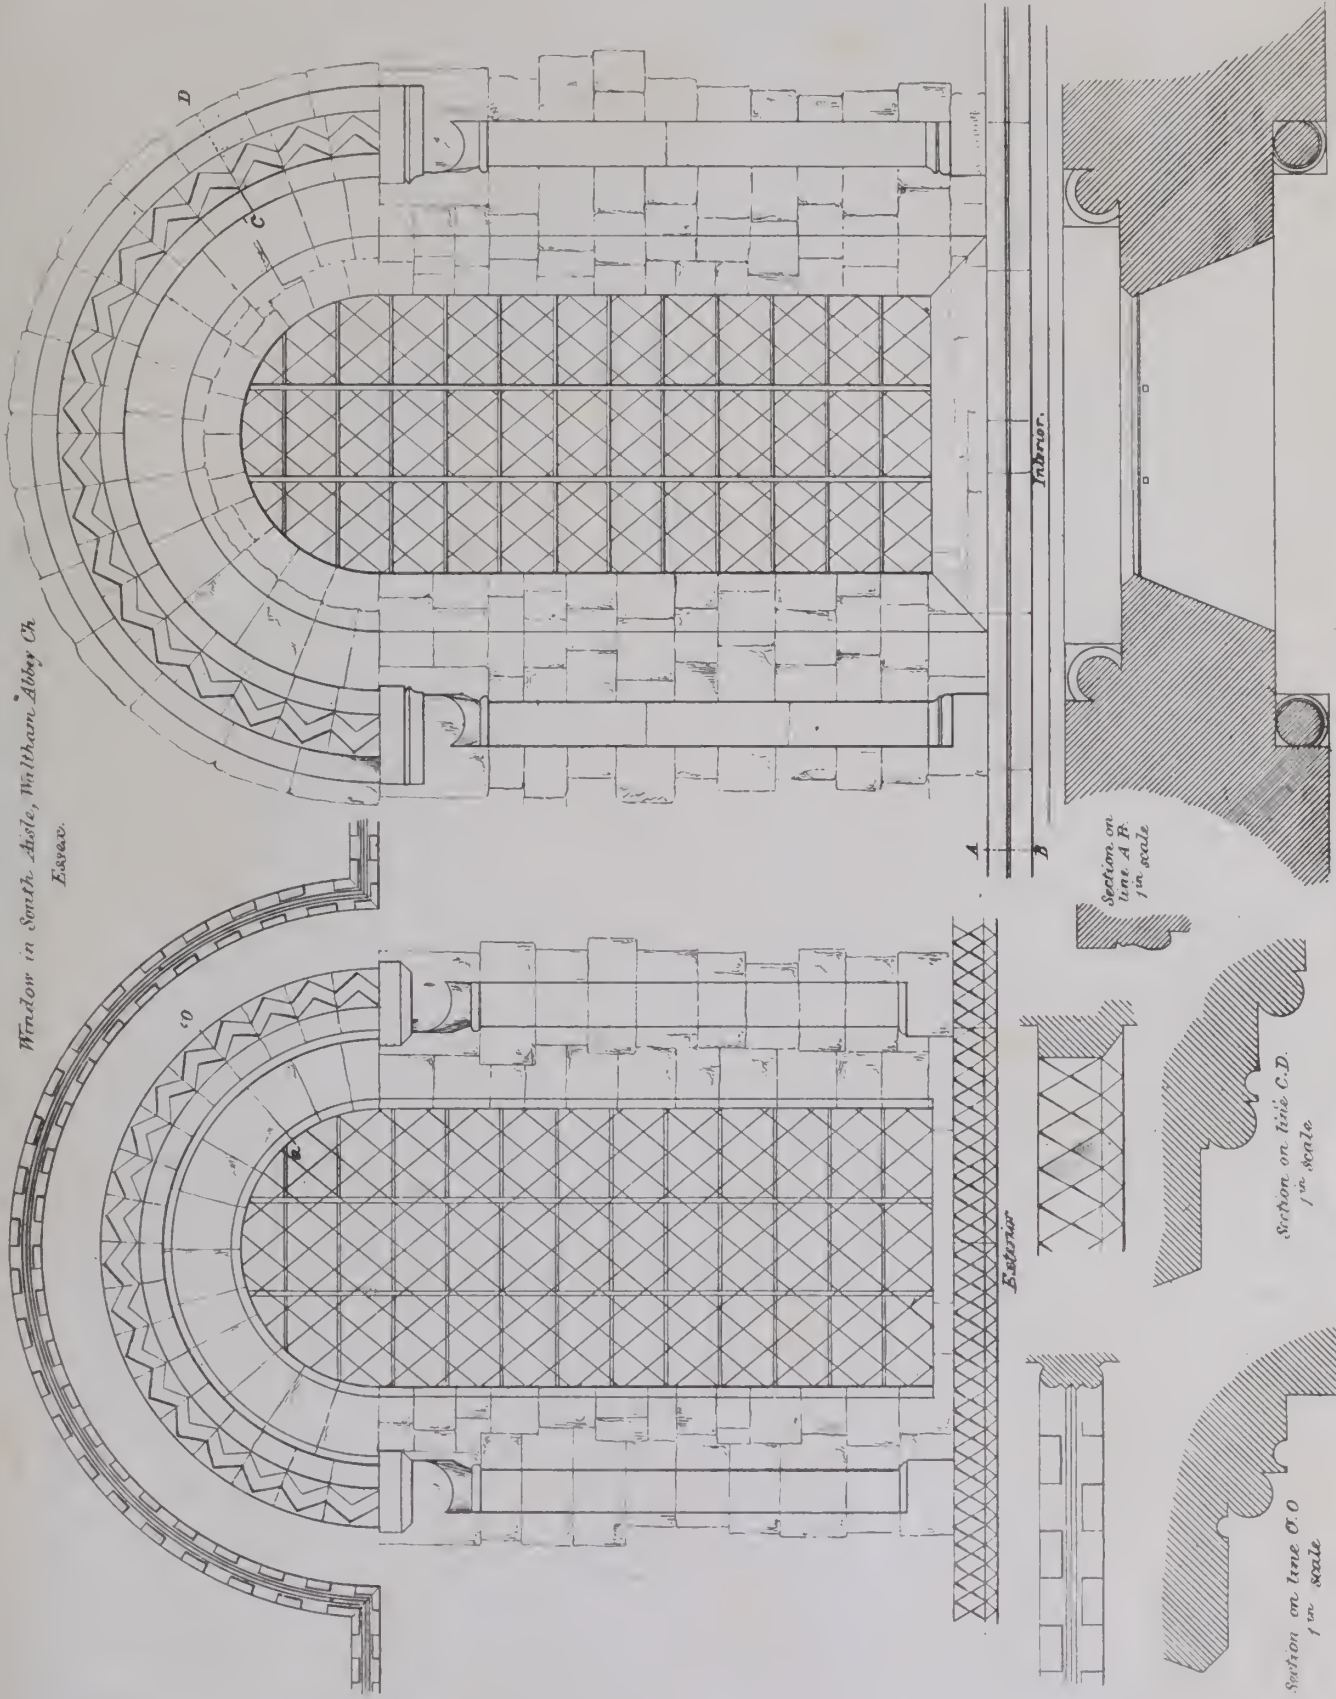 Window in South Aisle, Waltham Abbey Ch
Essex.
D
C
O
Interior.
A
B
Section on
line A B.
1 in scale
Exterior
Section on line C.D.
1 in scale
Section on line O.O
1 in scale